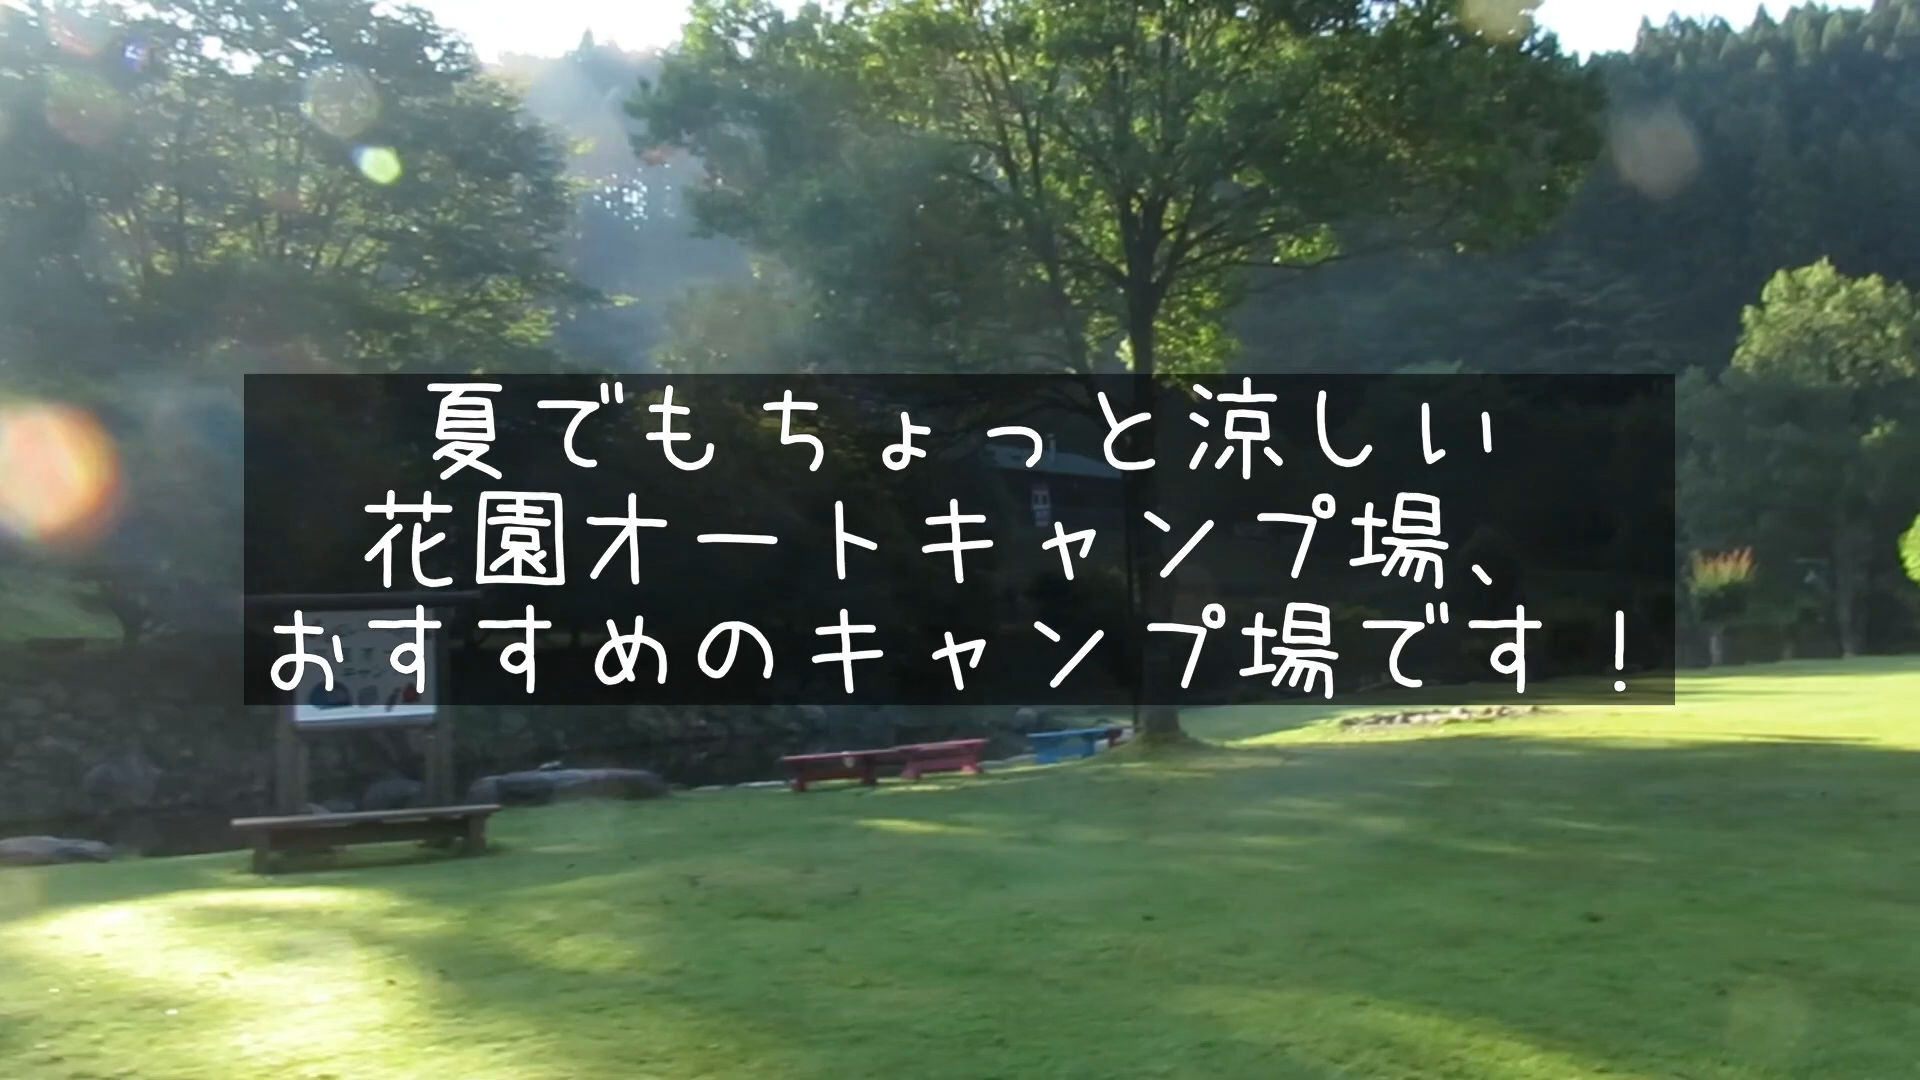 夏でもちょっと涼しい
花園オートキャンプ場、
おすすめのキャンプ場です！